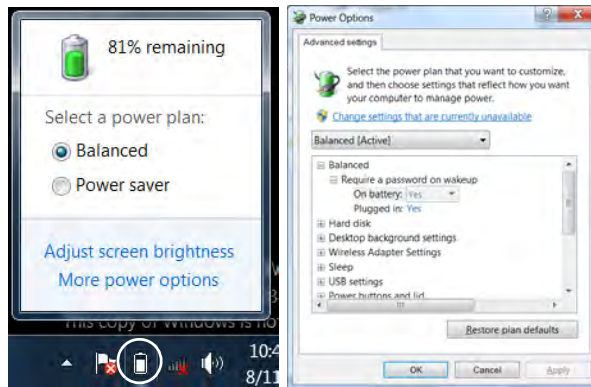 81% remaining
Select a power plan:
Balanced
Power saver
Adjust screen brightness
More power options
This copy of Windows is no
10:4
8/11
Power Options
Advanced settings
Select the power plan that you want to customize,
and then choose settings that reflect how you want
your computer to manage power.
Change settings that are currently unavailable
Balanced [Active]
Balanced
Require a password on wakeup
On battery: Yes
Plugged in: Yes
Hard disk
Desktop background settings
Wireless Adapter Settings
Sleep
USB settings
Power buttons and lid
Restore plan defaults
OK
Cancel
Apply